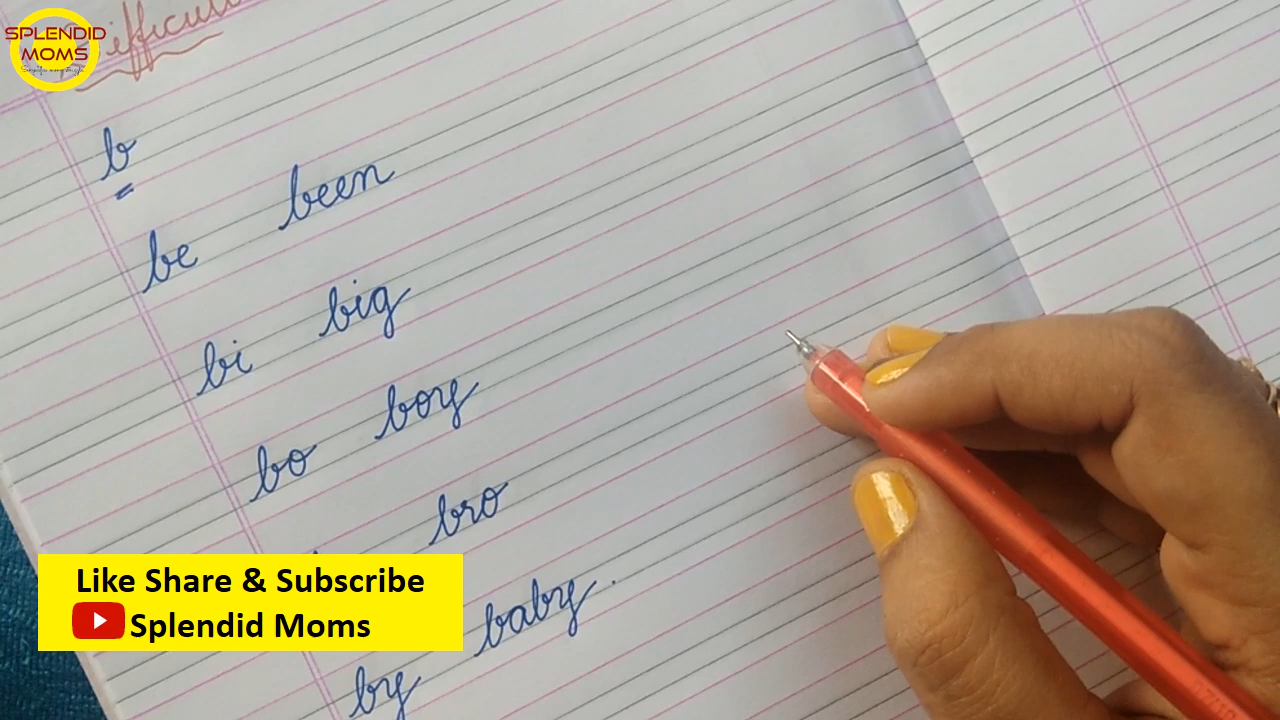 SPLENDID
MOMS
b
be been
bi big
bo boy
bro
by baby
Like Share & Subscribe
Splendid Moms